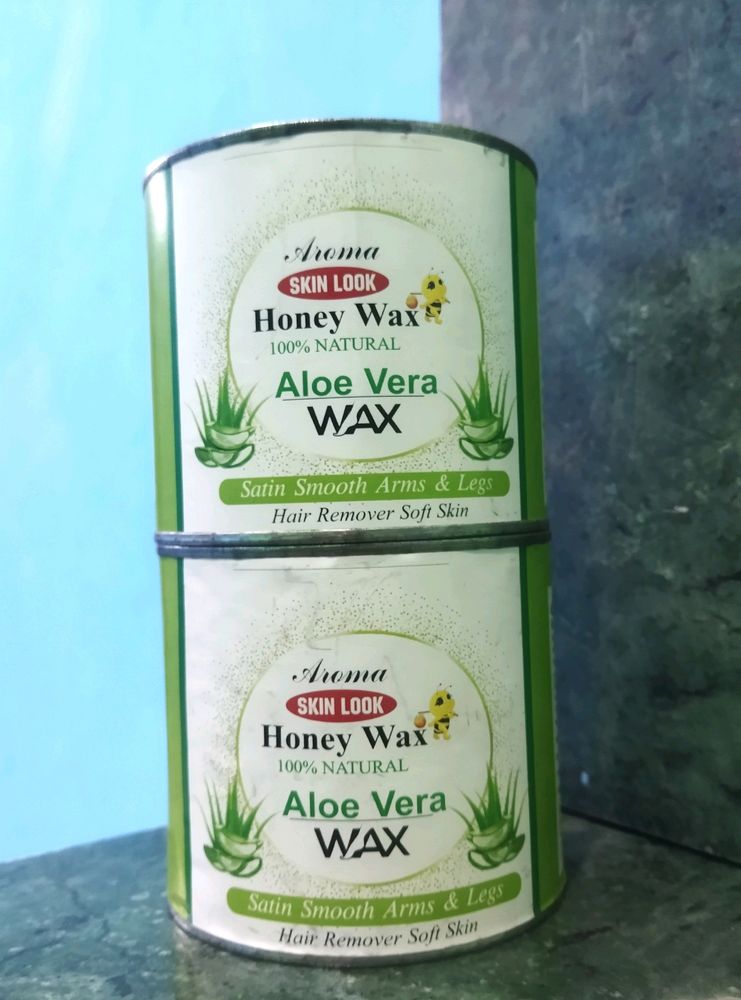 Aroma
SKIN LOOK
Honey Wax
100% NATURAL
Aloe Vera
WAX
Satin Smooth Arms & Legs
Hair Remover Soft Skin
Aroma
SKIN LOOK
Honey Wax
100% NATURAL
Aloe Vera
WAX
Satin Smooth Arms & Legs
Hair Remover Soft Skin